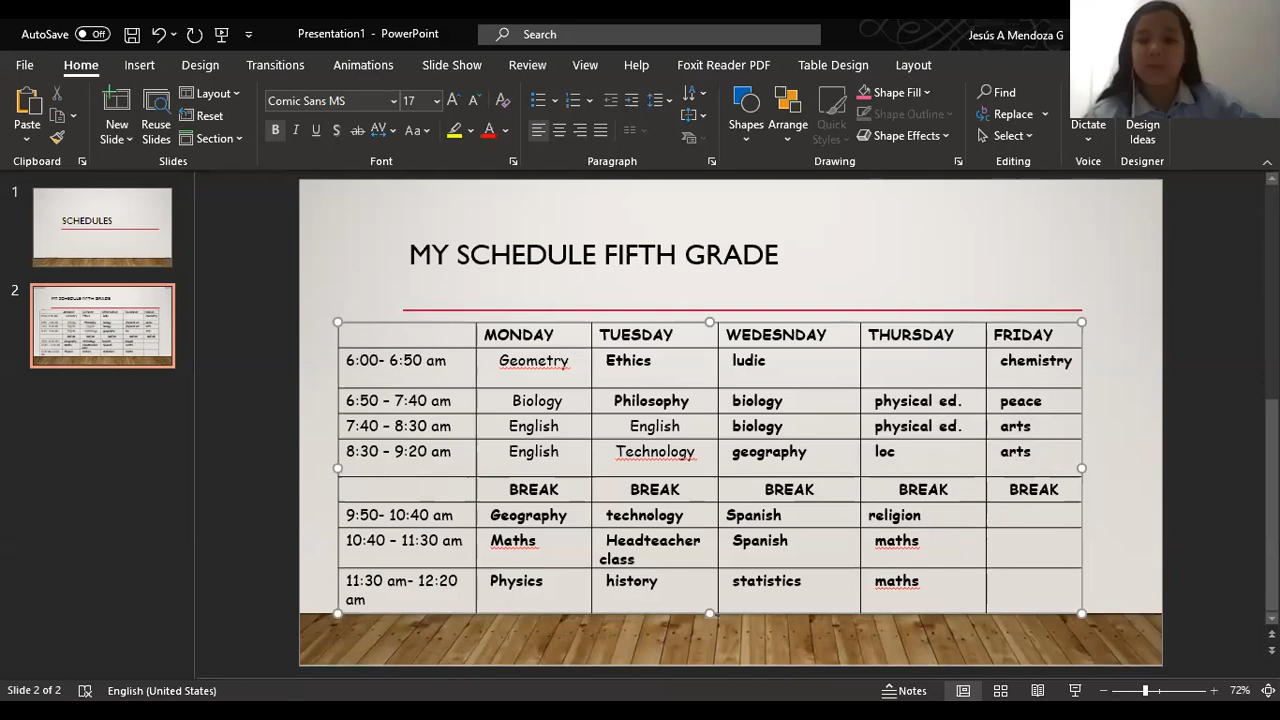 AutoSave Off Presentation1 - PowerPoint Search Jesús A Mendoza G
File Home Insert Design Transitions Animations Slide Show Review View Help Foxit Reader PDF Table Design Layout
Paste
Clipboard
New Slide
Reuse Slides
Layout
Reset
Section
Slides
Comic Sans MS 17
B I U S ab AV Aa A
Font
Paragraph
Shapes
Arrange
Quick Styles
Shape Fill
Shape Outline
Shape Effects
Drawing
Find
Replace
Select
Editing
Dictate
Voice
Design Ideas
Designer
1
SCHEDULES
2
MY SCHEDULE FIFTH GRADE
MONDAY TUESDAY WEDESNDAY THURSDAY FRIDAY
6:00- 6:50 am Geometry Ethics ludic chemistry
6:50 – 7:40 am Biology Philosophy biology physical ed. peace
7:40 – 8:30 am English English biology physical ed. arts
8:30 – 9:20 am English Technology geography loc arts
BREAK BREAK BREAK BREAK BREAK
9:50- 10:40 am Geography technology Spanish religion
10:40 – 11:30 am Maths Headteacher class Spanish maths
11:30 am- 12:20 am Physics history statistics maths
Slide 2 of 2 English (United States) Notes 72%